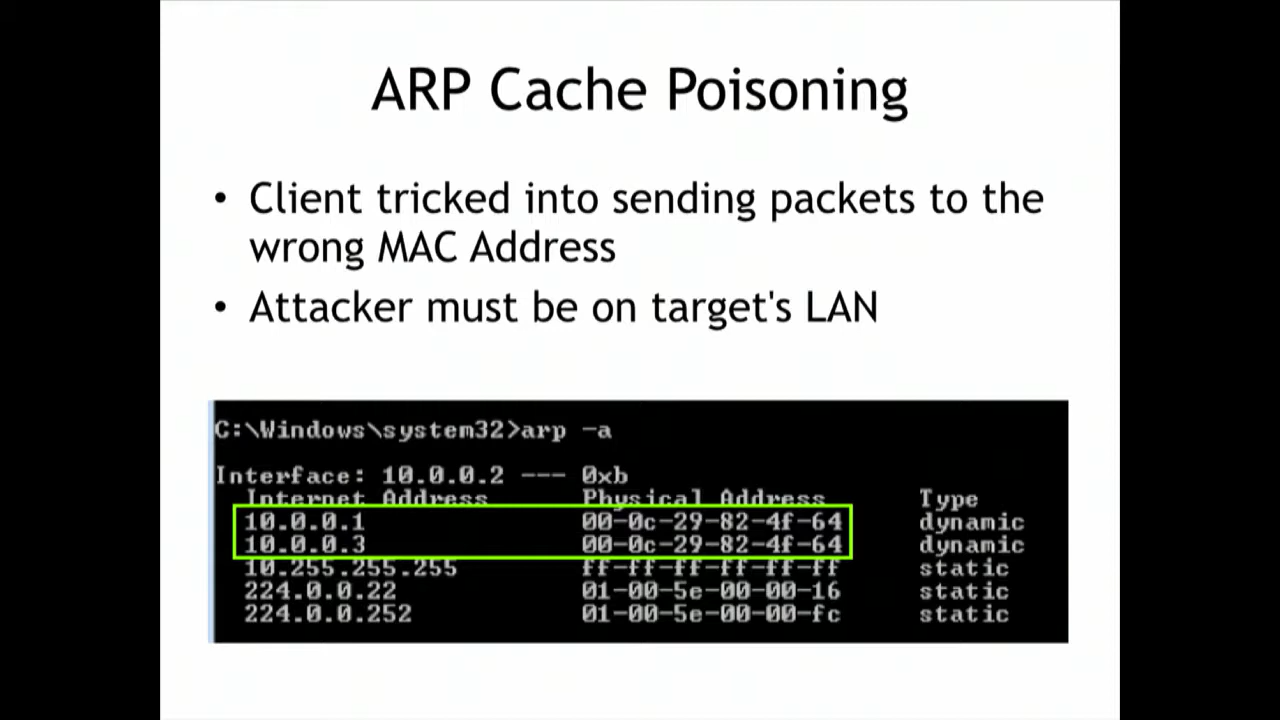 ARP Cache Poisoning
• Client tricked into sending packets to the
wrong MAC Address
• Attacker must be on target's LAN
C:\Windows\system32>arp -a
Interface: 10.0.0.2 --- 0xb
Internet Address Physical Address Type
10.0.0.1 00-0c-29-82-4f-64 dynamic
10.0.0.3 00-0c-29-82-4f-64 dynamic
10.255.255.255 ff-ff-ff-ff-ff-ff static
224.0.0.22 01-00-5e-00-00-16 static
224.0.0.252 01-00-5e-00-00-fc static